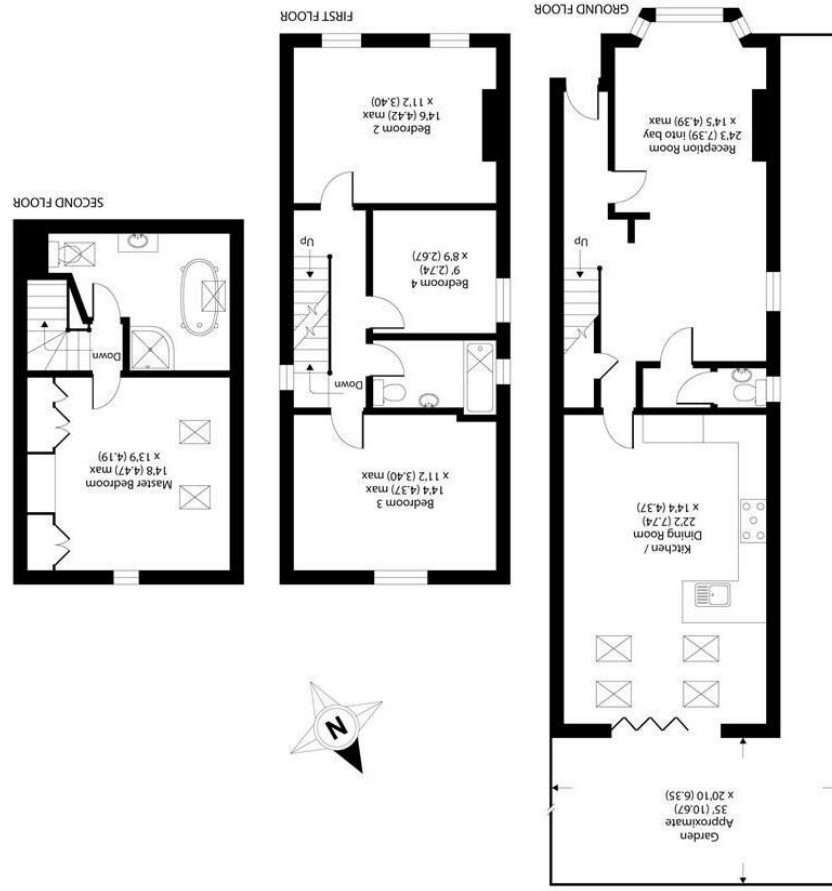 Garden
Approximate
35' (10.67)
x 20'10 (6.35)
N
Kitchen /
Dining Room
22'2 (7.74)
x 14'4 (4.37)
Up
Reception Room
24'3 (7.39) into bay
x 14'5 (4.39) max
GROUND FLOOR
Bedroom 3
14'4 (4.37) max
x 11'2 (3.40) max
Down
Bedroom 4
9' (2.74)
x 8'9 (2.67)
Up
Bedroom 2
14'6 (4.42) max
x 11'2 (3.40)
FIRST FLOOR
Master Bedroom
14'8 (4.47) max
x 13'9 (4.19)
Down
SECOND FLOOR